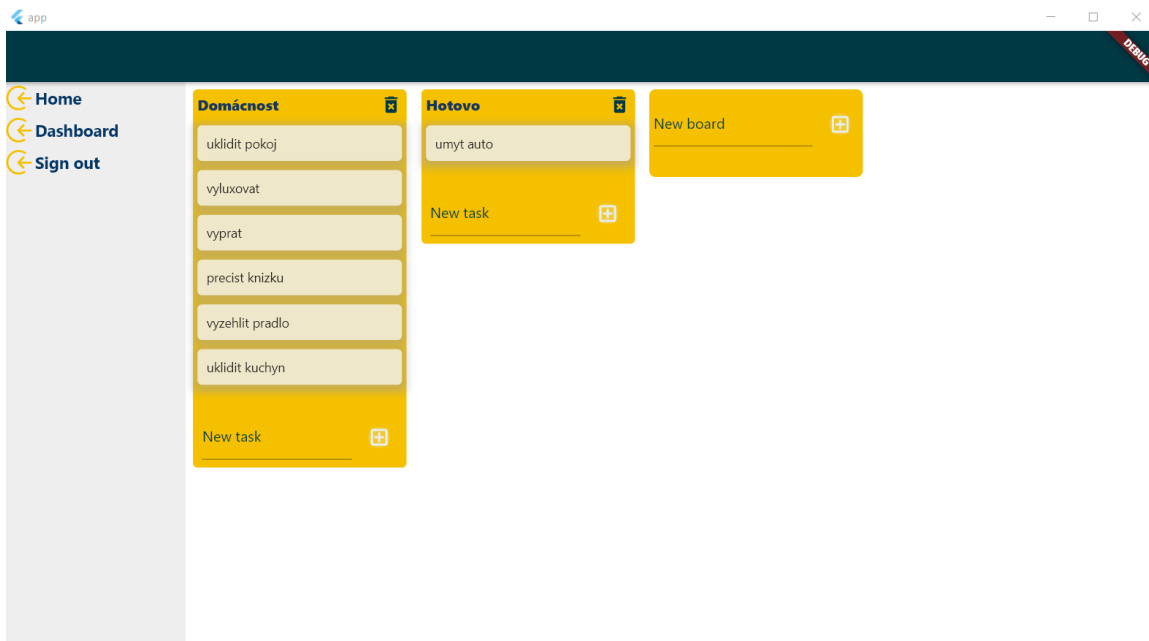 app
DEBUG
Home
Dashboard
Sign out
Domácnost
uklidit pokoj
vyluxovat
vyprat
precist knizku
vyzehlit pradlo
uklidit kuchyn
New task
Hotovo
umyt auto
New task
New board